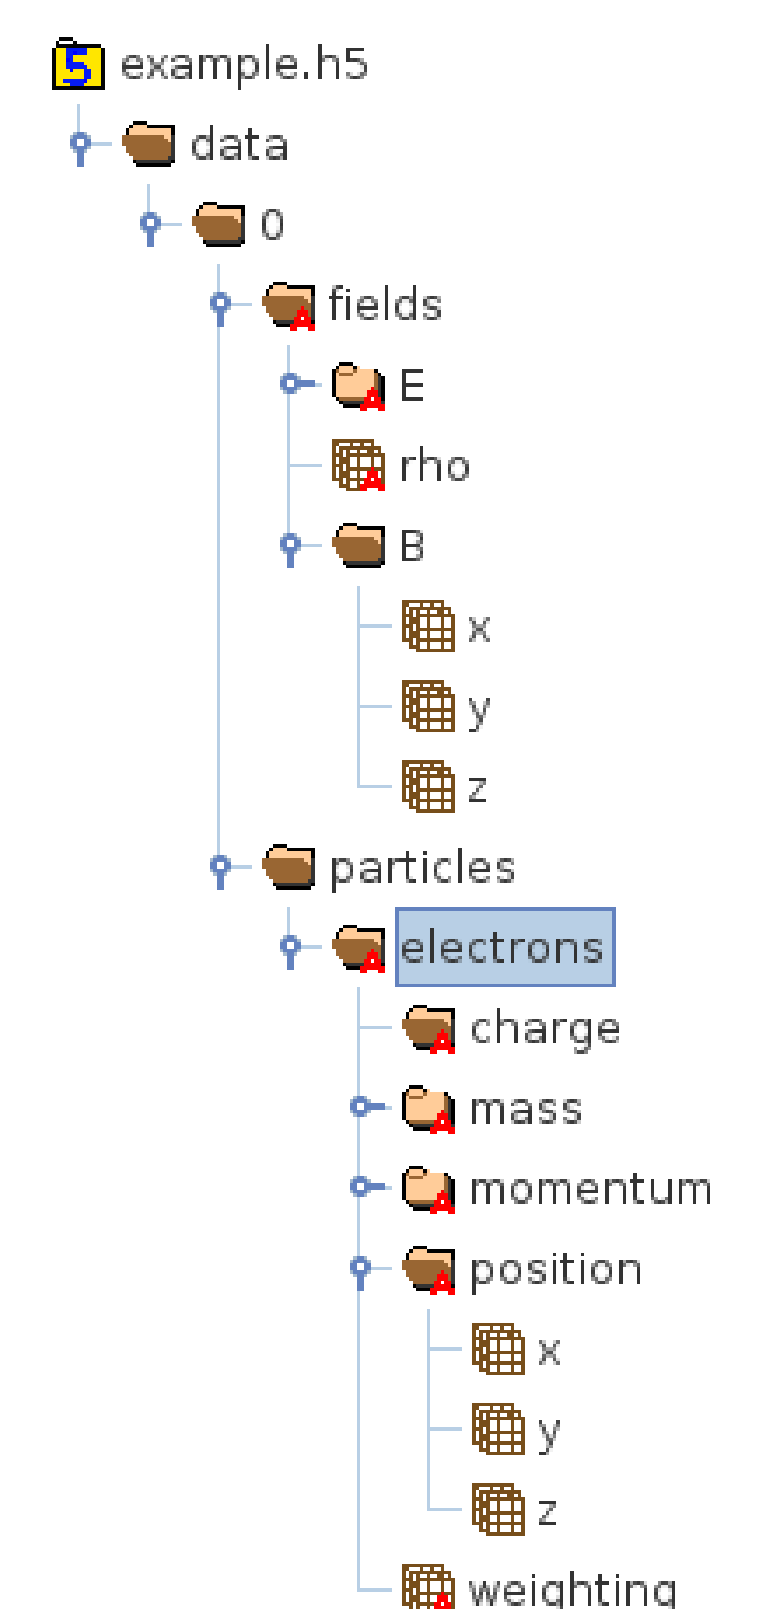 example.h5
data
0
fields
E
rho
B
x
y
z
particles
electrons
charge
mass
momentum
position
x
y
z
weighting